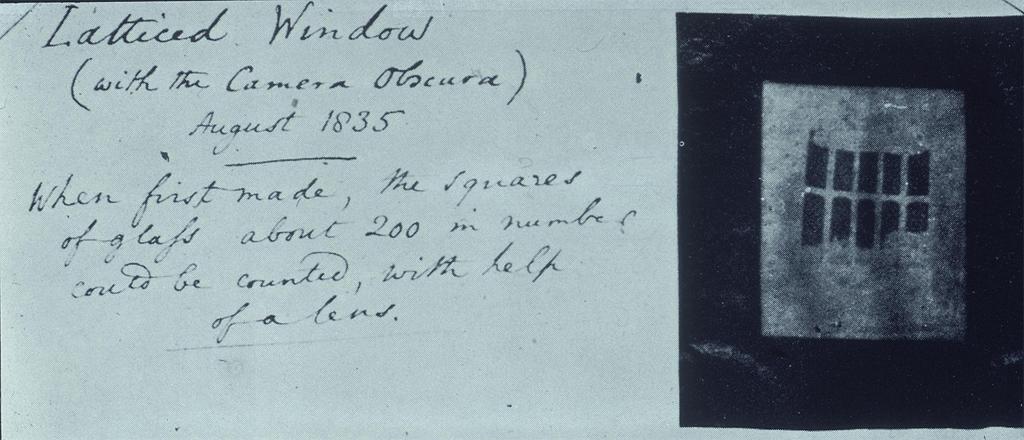 Latticed Window
(with the Camera Obscura)
August 1835
When first made, the squares
of glafs about 200 in number
could be counted, with help
of a lens.